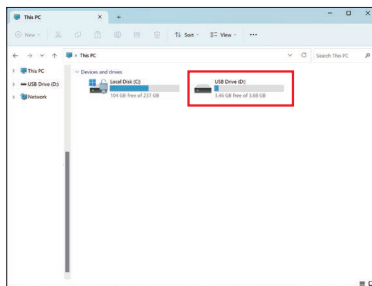 This PC
New
Sort
View
This PC
Search This PC
This PC
USB Drive (D:)
Network
Devices and drives
Local Disk (C:)
104 GB free of 237 GB
USB Drive (D:)
3.44 GB free of 3.69 GB